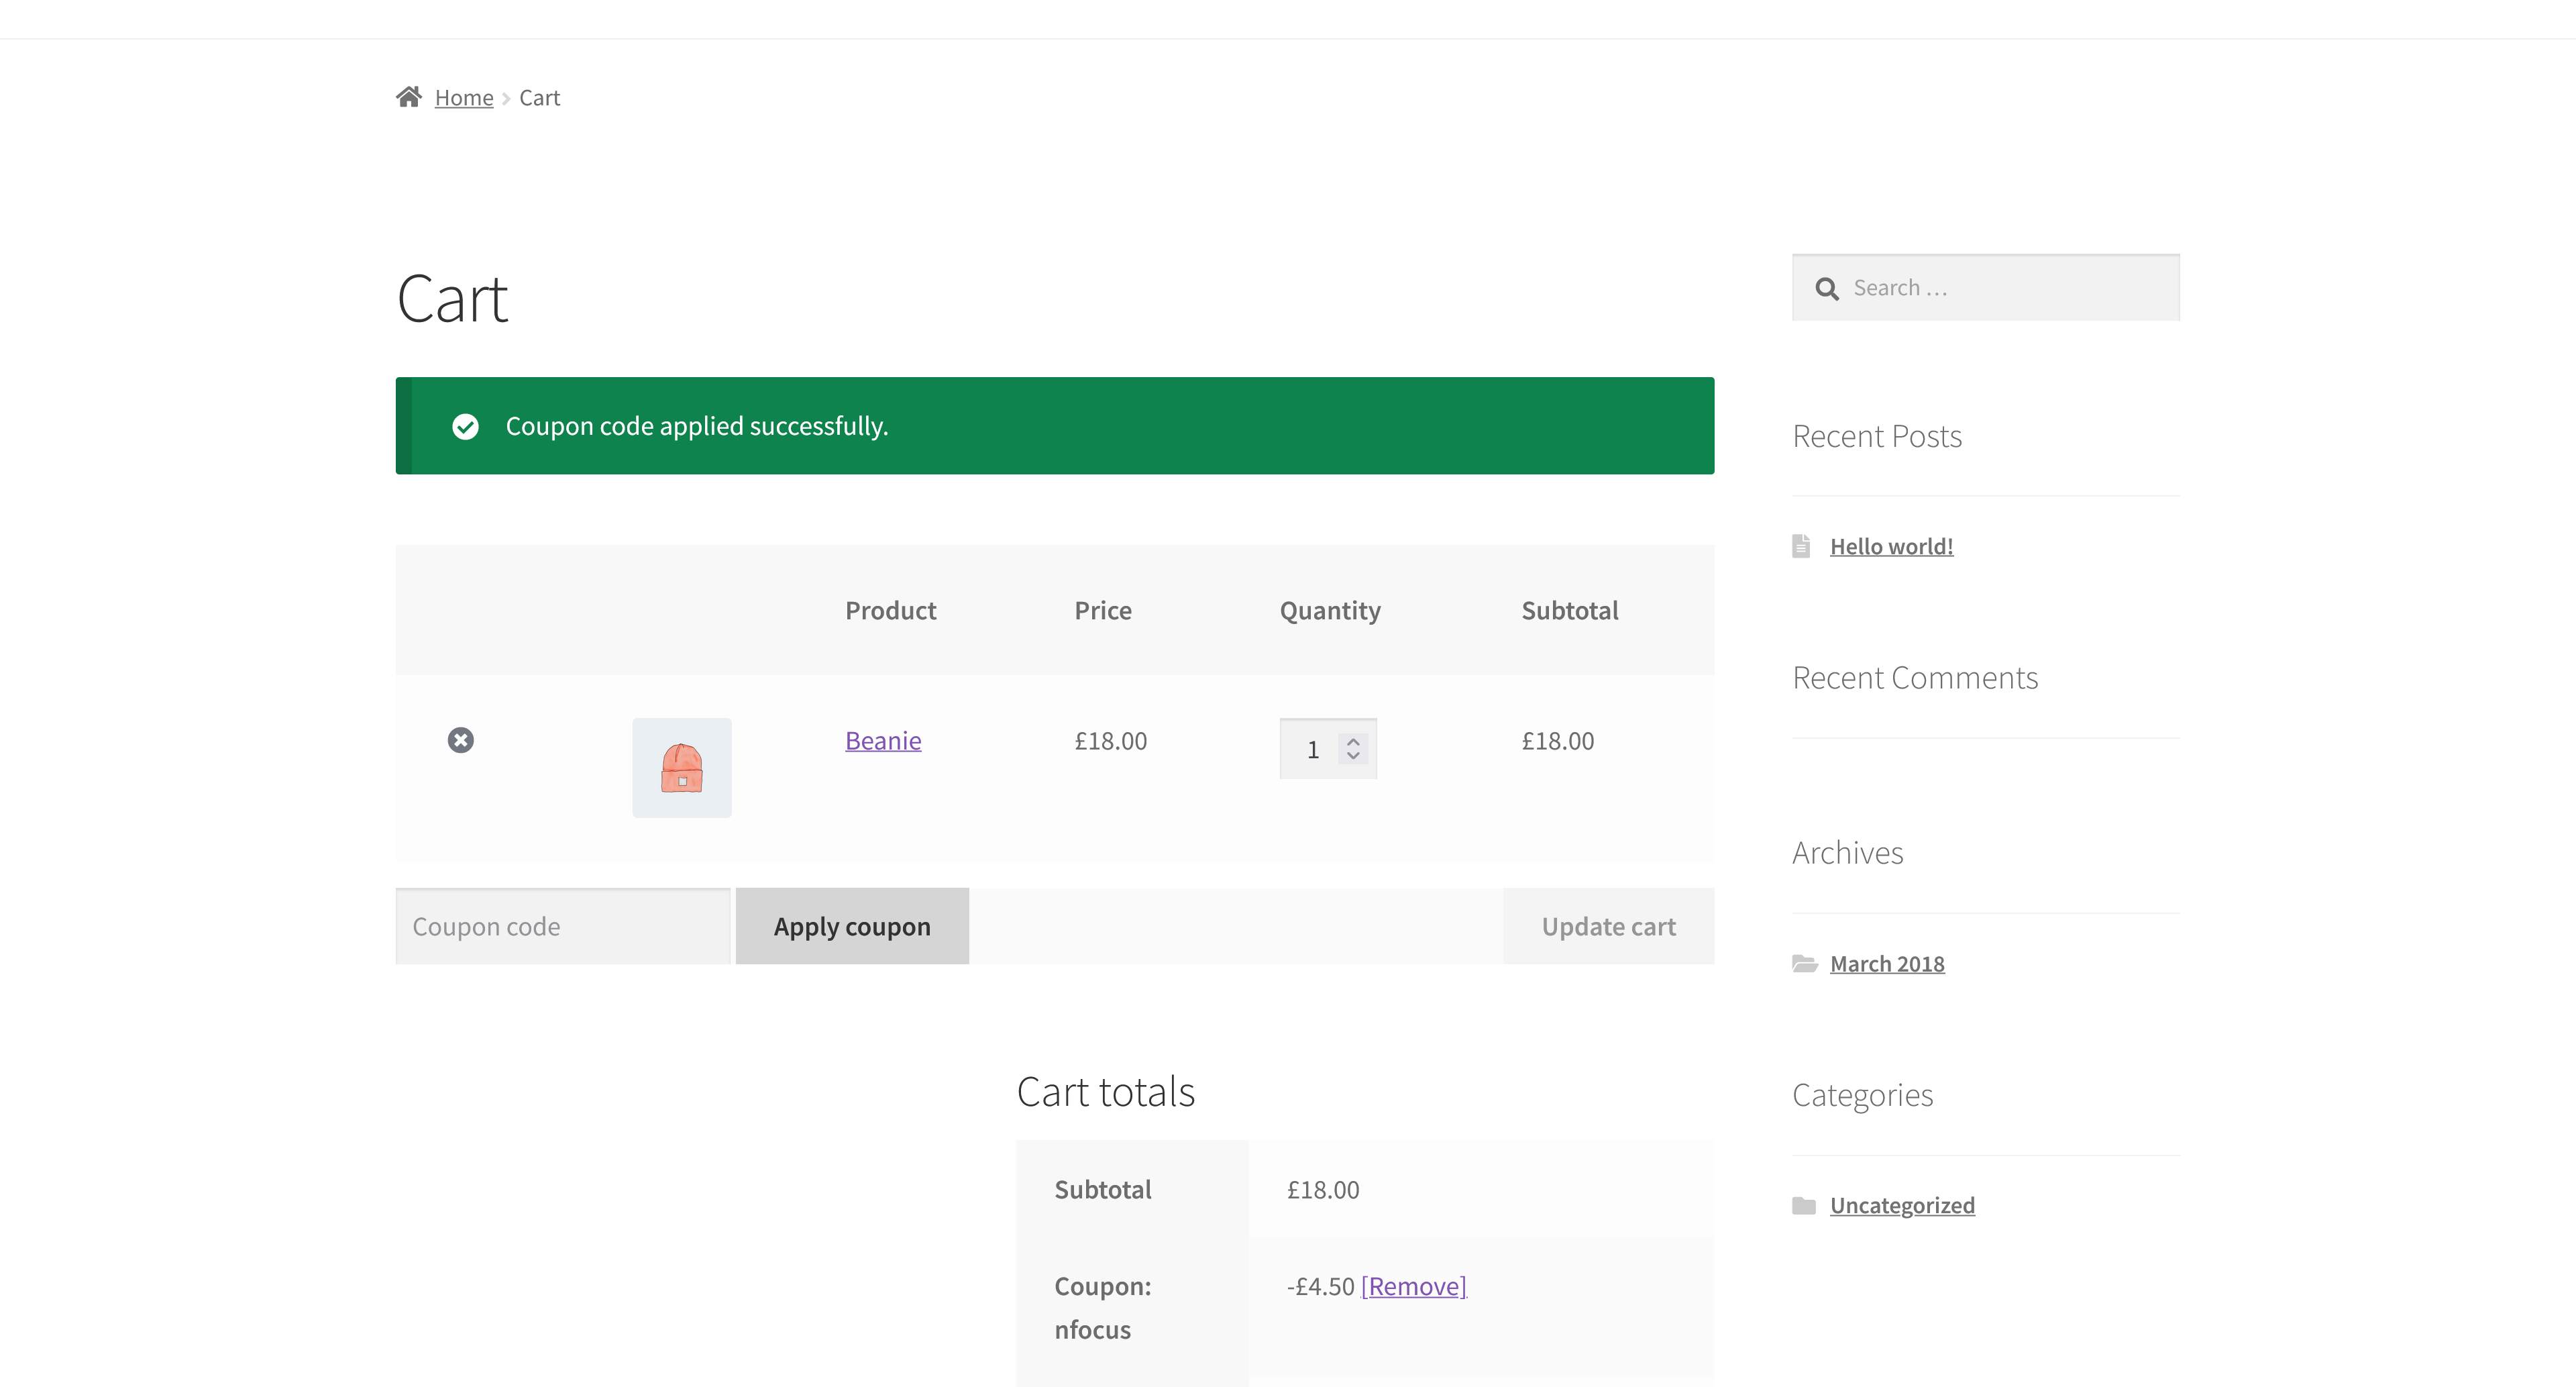 Home Cart
Cart
Search …
Coupon code applied successfully.
Recent Posts
Hello world!
Product Price Quantity Subtotal
Beanie £18.00 1 £18.00
Recent Comments
Archives
Coupon code Apply coupon Update cart
March 2018
Cart totals
Categories
Subtotal £18.00
Uncategorized
Coupon: -£4.50 [Remove]
nfocus